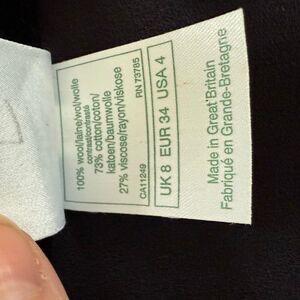 100% wool/laine/wol/wolle
contrast/contraste
73% cotton/coton/
katoen/baumwolle
27% viscose/rayon/viskose
CA11249
RN 73785
UK 8 EUR 34 USA 4
Made in Great Britain
Fabriqué en Grande-Bretagne